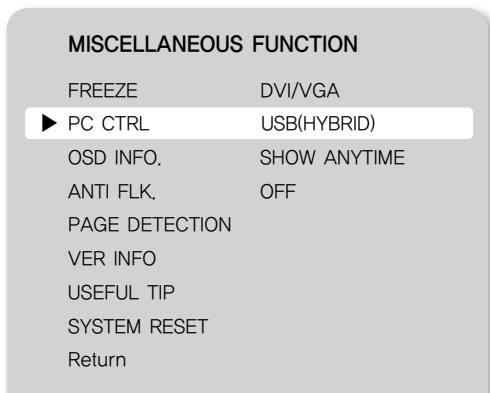 MISCELLANEOUS FUNCTION
FREEZE DVI/VGA
▶ PC CTRL USB(HYBRID)
OSD INFO. SHOW ANYTIME
ANTI FLK. OFF
PAGE DETECTION
VER INFO
USEFUL TIP
SYSTEM RESET
Return